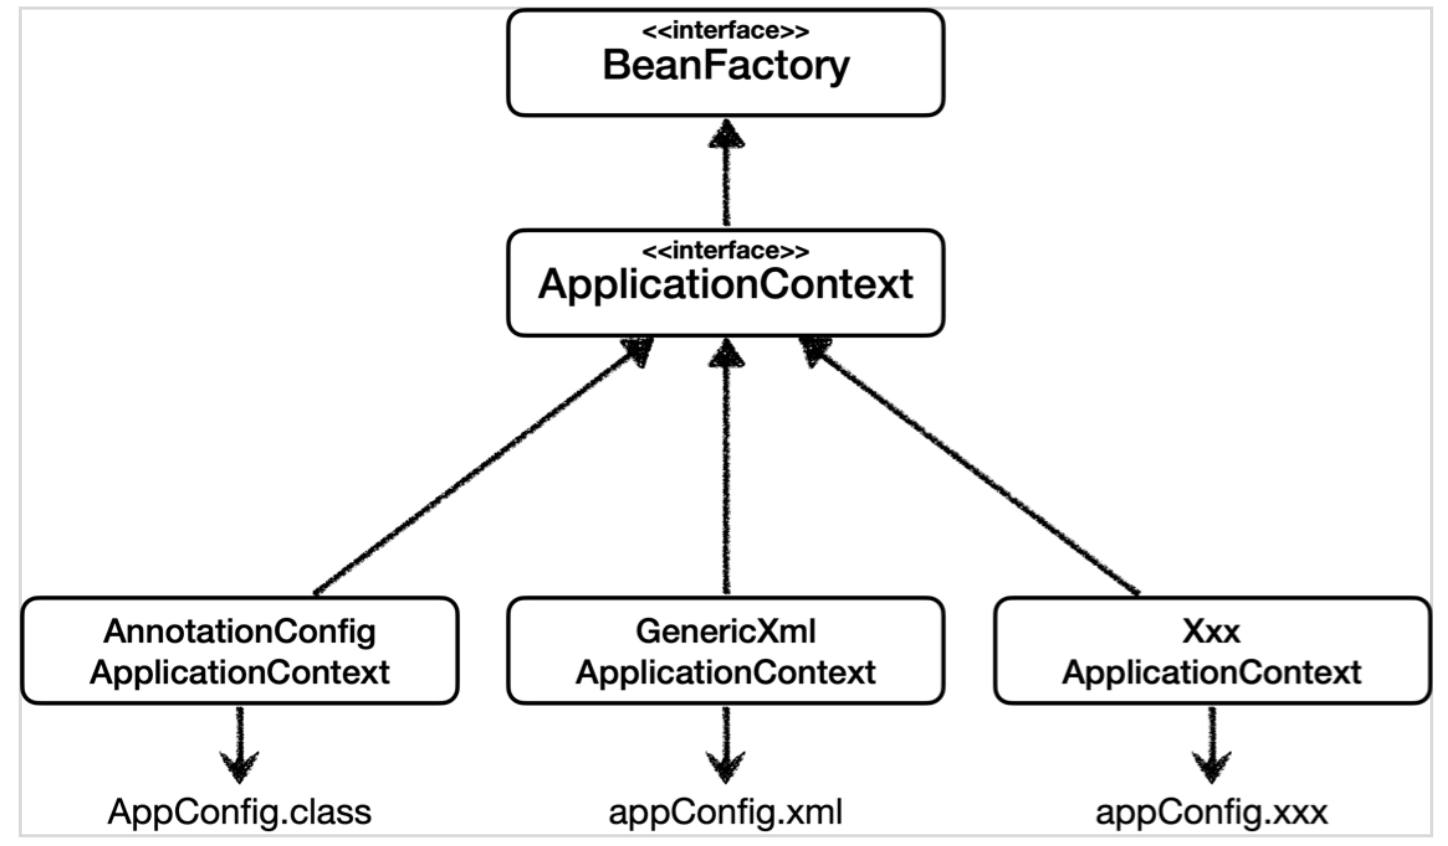 <<interface>>
BeanFactory
<<interface>>
ApplicationContext
AnnotationConfig
ApplicationContext
GenericXml
ApplicationContext
Xxx
ApplicationContext
AppConfig.class
appConfig.xml
appConfig.xxx